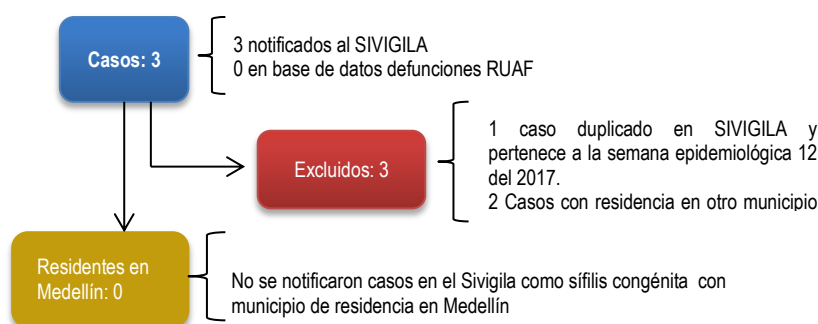 Casos: 3
3 notificados al SIVIGILA
0 en base de datos defunciones RUAF
Excluidos: 3
1 caso duplicado en SIVIGILA y
pertenece a la semana epidemiológica 12
del 2017.
2 Casos con residencia en otro municipio
Residentes en
Medellín: 0
No se notificaron casos en el Sivigila como sífilis congénita con
municipio de residencia en Medellín